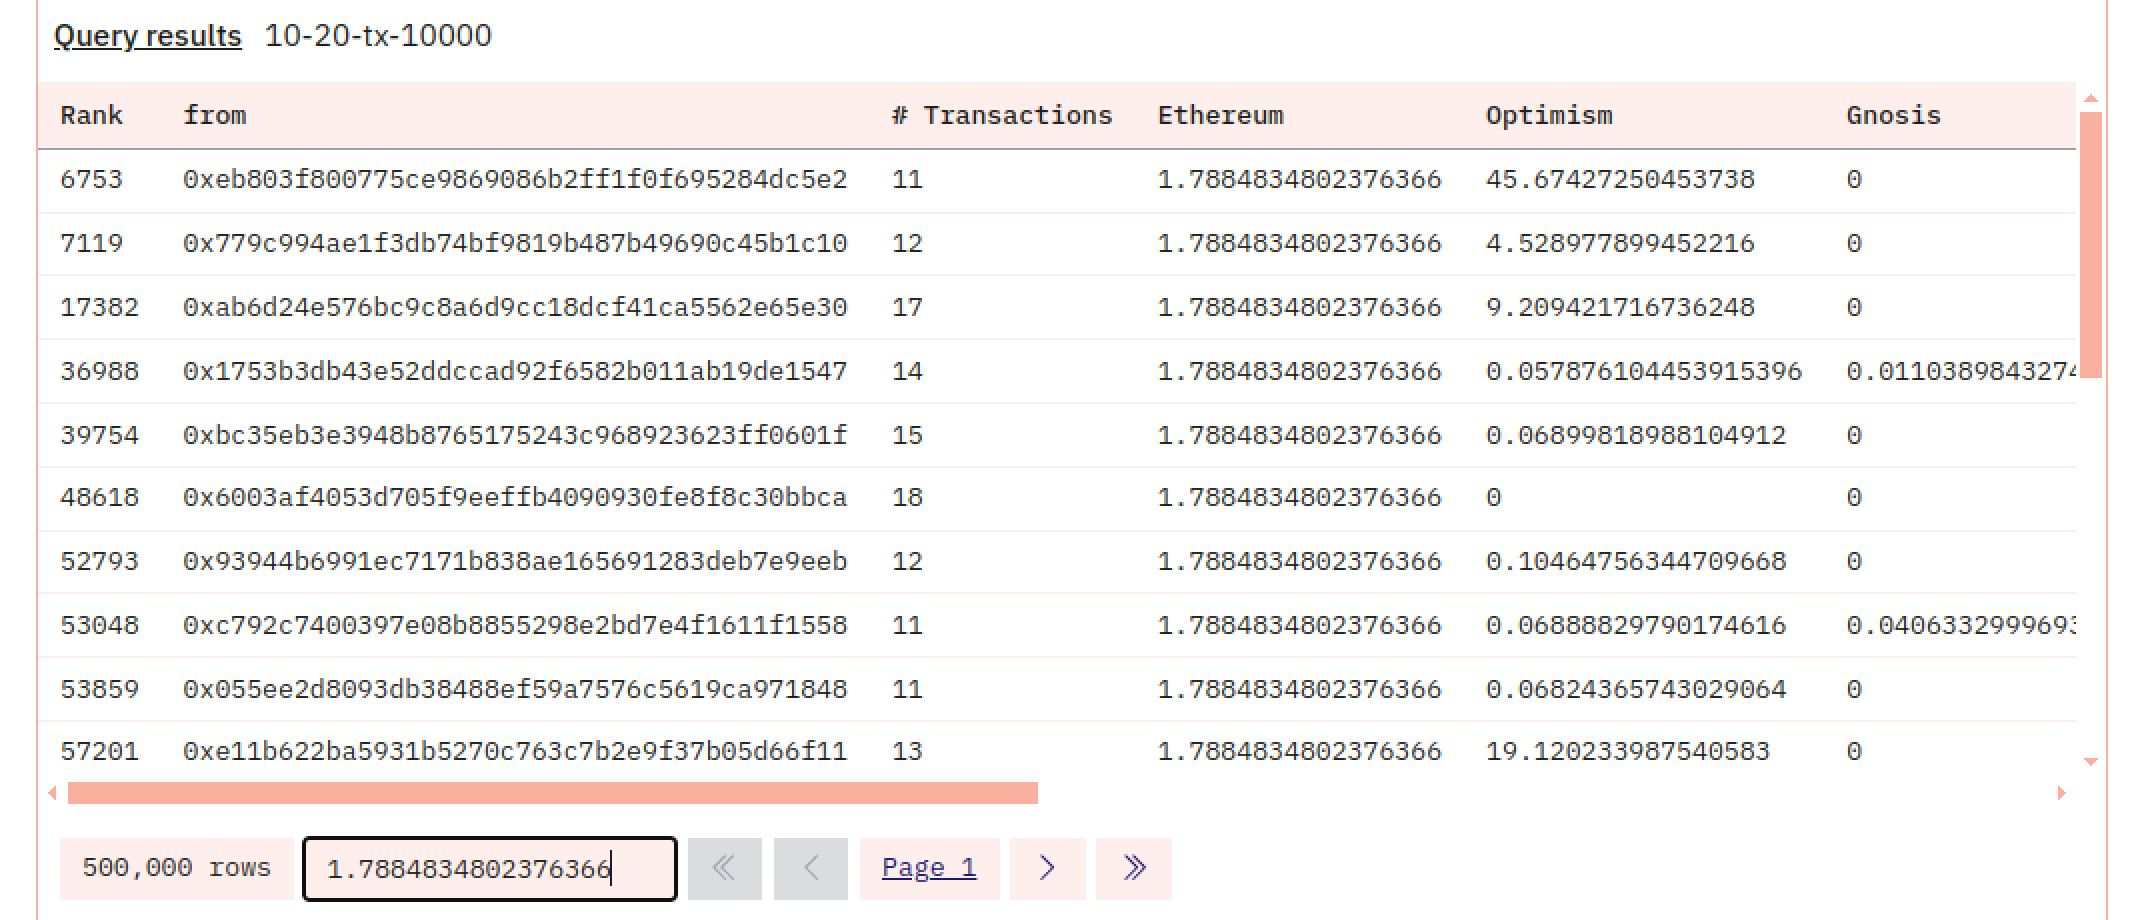 Query results 10-20-tx-10000
Rank from # Transactions Ethereum Optimism Gnosis
6753 0xeb803f800775ce9869086b2ff1f0f695284dc5e2 11 1.7884834802376366 45.67427250453738 0
7119 0x779c994ae1f3db74bf9819b487b49690c45b1c10 12 1.7884834802376366 4.528977899452216 0
17382 0xab6d24e576bc9c8a6d9cc18dcf41ca5562e65e30 17 1.7884834802376366 9.209421716736248 0
36988 0x1753b3db43e52ddccad92f6582b011ab19de1547 14 1.7884834802376366 0.057876104453915396 0.0110389843274
39754 0xbc35eb3e3948b8765175243c968923623ff0601f 15 1.7884834802376366 0.06899818988104912 0
48618 0x6003af4053d705f9eeffb4090930fe8f8c30bbca 18 1.7884834802376366 0 0
52793 0x93944b6991ec7171b838ae165691283deb7e9eeb 12 1.7884834802376366 0.10464756344709668 0
53048 0xc792c7400397e08b8855298e2bd7e4f1611f1558 11 1.7884834802376366 0.06888829790174616 0.0406332999693
53859 0x055ee2d8093db38488ef59a7576c5619ca971848 11 1.7884834802376366 0.06824365743029064 0
57201 0xe11b622ba5931b5270c763c7b2e9f37b05d66f11 13 1.7884834802376366 19.120233987540583 0
500,000 rows 1.7884834802376366 Page 1